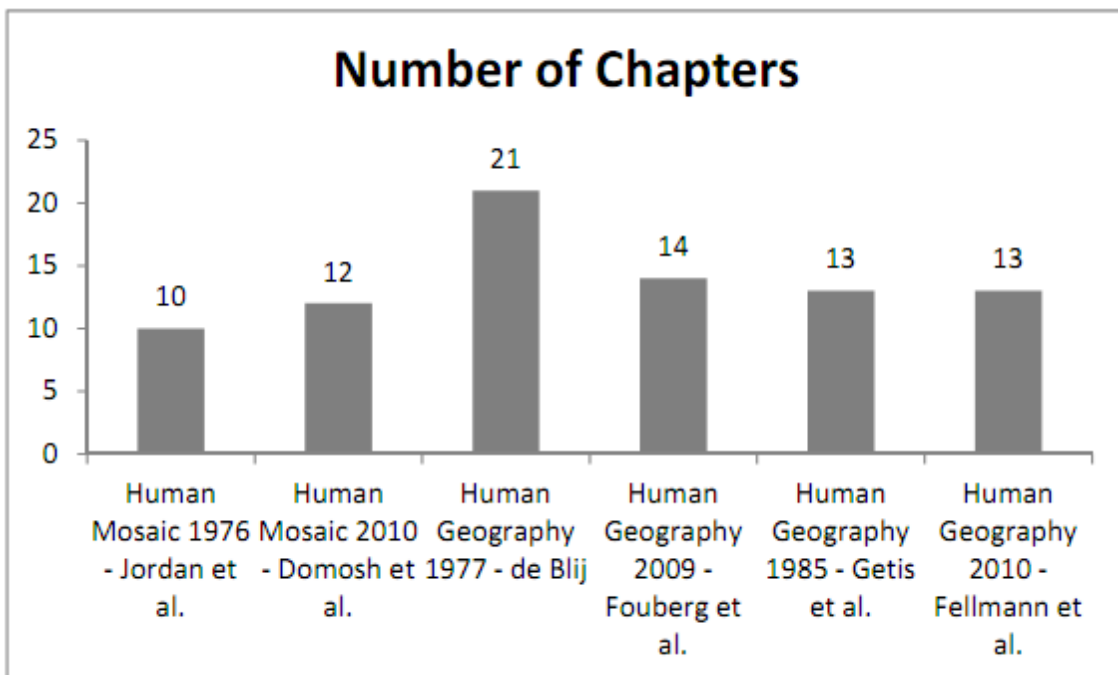 Number of Chapters
25
20
15
10
5
0
10
12
21
14
13
13
Human
Mosaic 1976
- Jordan et
al.
Human
Mosaic 2010
- Domosh et
al.
Human
Geography
1977 - de Blij
Human
Geography
2009 -
Fouberg et
al.
Human
Geography
1985 - Getis
et al.
Human
Geography
2010 -
Fellmann et
al.